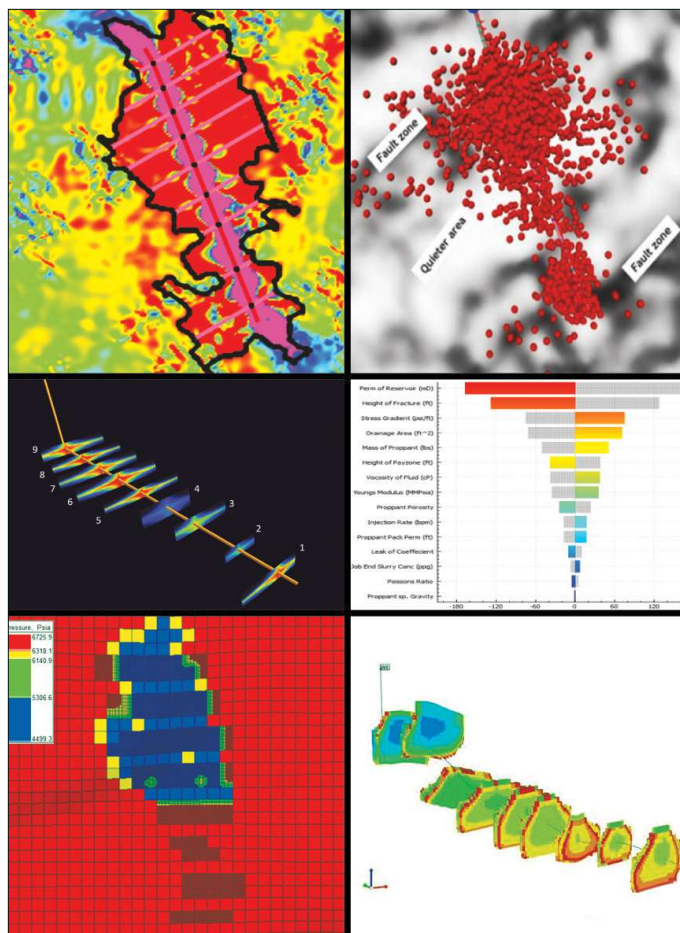 Fault zone
Quieter area
Fault zone
9
8
7
6
5
4
3
2
1
Perm of Reservoir (mD)
Height of Fracture (ft)
Stress Gradient (psi/ft)
Drainage Area (ft^2)
Mass of Proppant (lbs)
Height of Payzone (ft)
Viscosity of Fluid (cP)
Youngs Modulus (MMPsia)
Proppant Porosity
Injection Rate (bpm)
Proppant Pack Perm (ft)
Leak of Coeffecient
Job End Slurry Conc (ppg)
Poissons Ratio
Proppant sp. Gravity
-180 -120 -60 0 60 120 16
ressure, Psia
6725.9
6318.1
6140.9
5306.6
4499.3